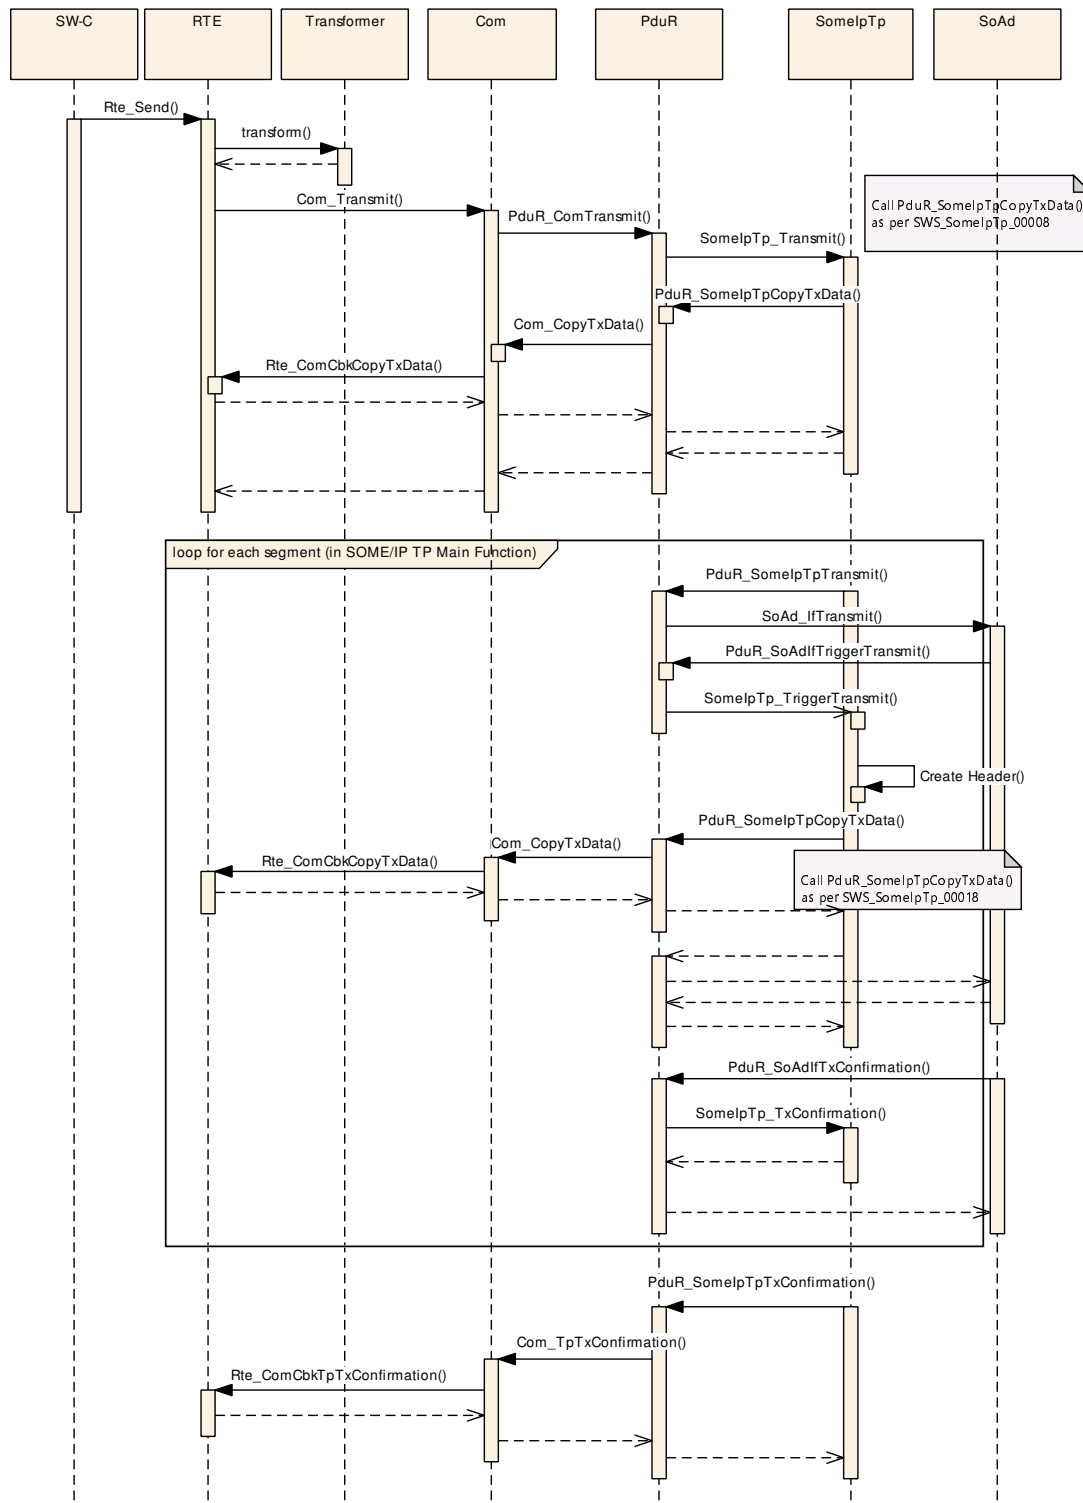 SW-C
RTE
Transformer
Com
PduR
SomeIpTp
SoAd
Rte_Send()
transform()
Com_Transmit()
PduR_ComTransmit()
Call PduR_SomeIpTpCopyTxData()
as per SWS_SomeIpTp_00008
SomeIpTp_Transmit()
PduR_SomeIpTpCopyTxData()
Com_CopyTxData()
Rte_ComCbkCopyTxData()
loop for each segment (in SOME/IP TP Main Function)
PduR_SomeIpTpTransmit()
SoAd_IfTransmit()
PduR_SoAdIfTriggerTransmit()
SomeIpTp_TriggerTransmit()
Create Header()
PduR_SomeIpTpCopyTxData()
Com_CopyTxData()
Rte_ComCbkCopyTxData()
Call PduR_SomeIpTpCopyTxData()
as per SWS_SomeIpTp_00018
PduR_SoAdIfTxConfirmation()
SomeIpTp_TxConfirmation()
PduR_SomeIpTpTxConfirmation()
Com_TpTxConfirmation()
Rte_ComCbkTpTxConfirmation()